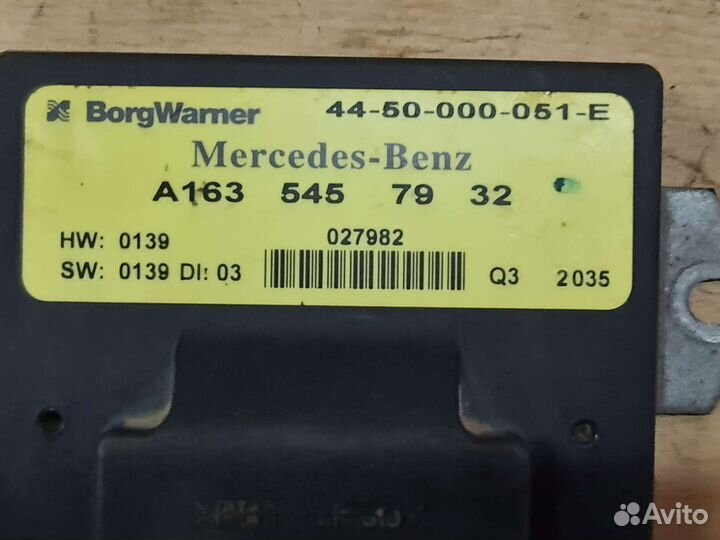 BorgWarner 44-50-000-051-E
Mercedes-Benz
A163 545 79 32
HW: 0139 027982
SW: 0139 DI: 03 Q3 2035
Avito